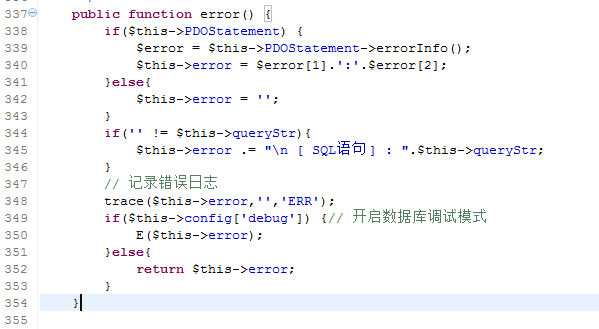 337 public function error() {
338 if($this->PDOStatement) {
339 $error = $this->PDOStatement->errorInfo();
340 $this->error = $error[1].':'.$error[2];
341 }else{
342 $this->error = '';
343 }
344 if('' != $this->queryStr){
345 $this->error .= "\n [ SQL语句 ] : ".$this->queryStr;
346 }
347 // 记录错误日志
348 trace($this->error,'','ERR');
349 if($this->config['debug']) {// 开启数据库调试模式
350 E($this->error);
351 }else{
352 return $this->error;
353 }
354 }
355